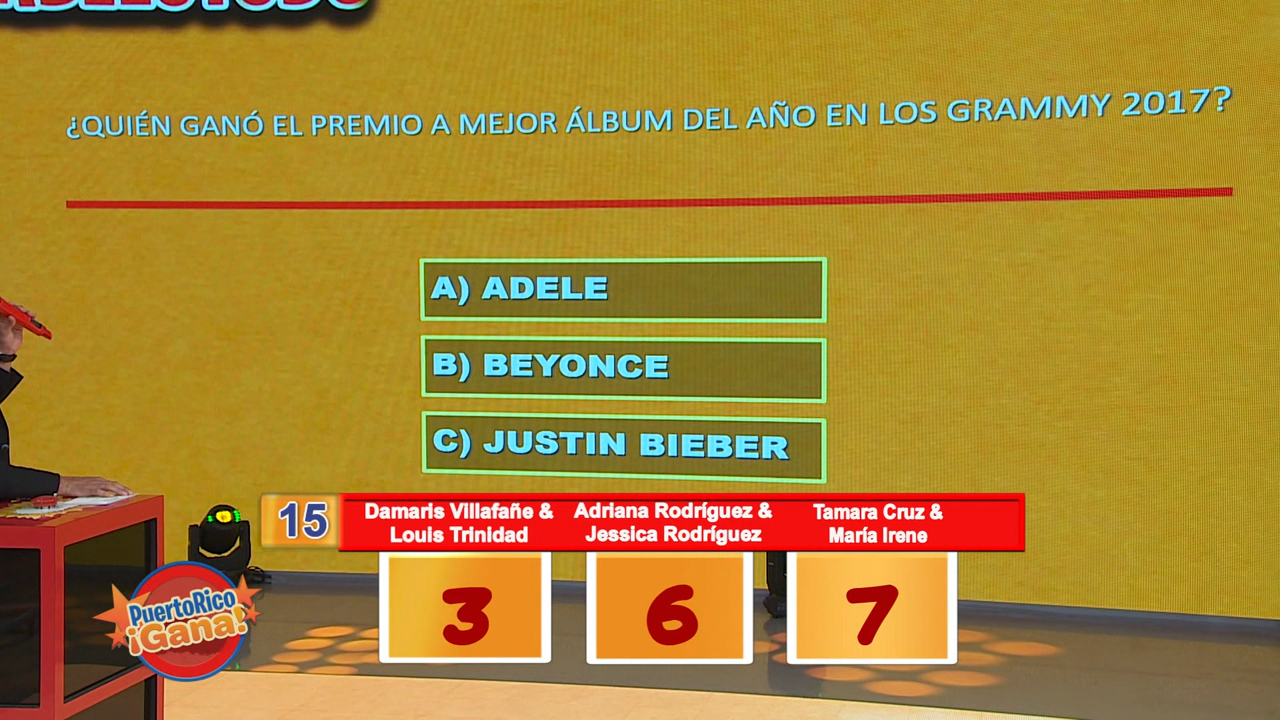 ¿QUIÉN GANÓ EL PREMIO A MEJOR ÁLBUM DEL AÑO EN LOS GRAMMY 2017?
A) ADELE
B) BEYONCE
C) JUSTIN BIEBER
15
Damaris Villafañe &
Louis Trinidad
Adriana Rodríguez &
Jessica Rodríguez
Tamara Cruz &
María Irene
3
6
7
PuertoRico
¡Gana!